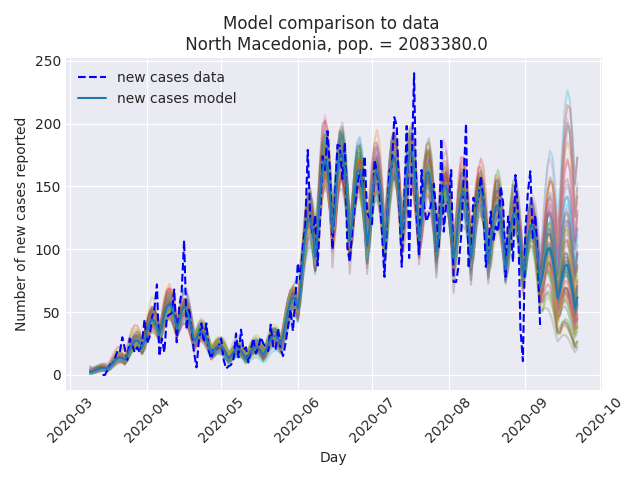 Model comparison to data
North Macedonia, pop. = 2083380.0
new cases data
new cases model
Number of new cases reported
250
200
150
100
50
0
2020-03
2020-04
2020-05
2020-06
2020-07
2020-08
2020-09
2020-10
Day